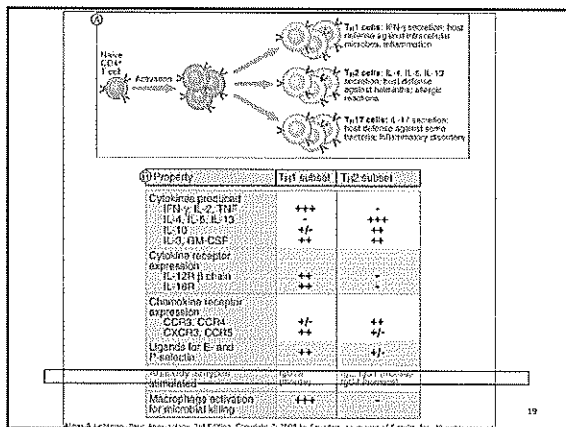 A
TH1 cells: IFN-γ secretion; host
defense against intracellular
microbes, inflammation
Naive
CD4+
T cell
Activation
TH2 cells: IL-4, IL-5, IL-13
secretion; host defense
against helminths; allergic
reactions
TH17 cells: IL-17 secretion;
host defense against some
bacteria; inflammatory disorders
Property TH1 subset TH2 subset
Cytokines produced
IFN-γ, IL-2, TNF +++ -
IL-4, IL-5, IL-13 - +++
IL-10 +/- ++
IL-3, GM-CSF ++ ++
Cytokine receptor
expression
IL-12R β chain ++ -
IL-18R ++ -
Chemokine receptor
expression
CCR3, CCR4 +/- ++
CXCR3, CCR5 ++ +/-
Ligands for E- and
P-selectin ++ +/-
stimulated
Macrophage activation
for microbial killing +++ -
19